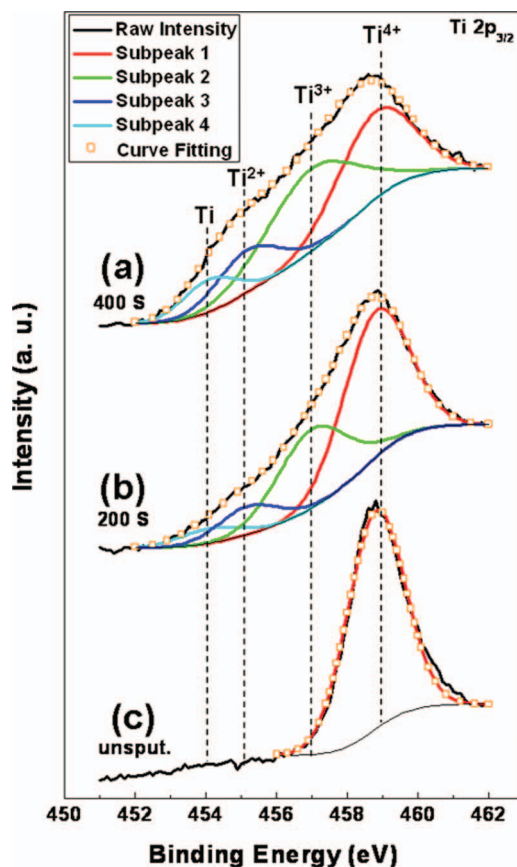 Raw Intensity
Subpeak 1
Subpeak 2
Subpeak 3
Subpeak 4
Curve Fitting
Ti 2p3/2
Ti4+
Ti3+
Ti2+
Ti
(a)
400 S
(b)
200 S
(c)
unsput.
Intensity (a. u.)
450 452 454 456 458 460 462
Binding Energy (eV)